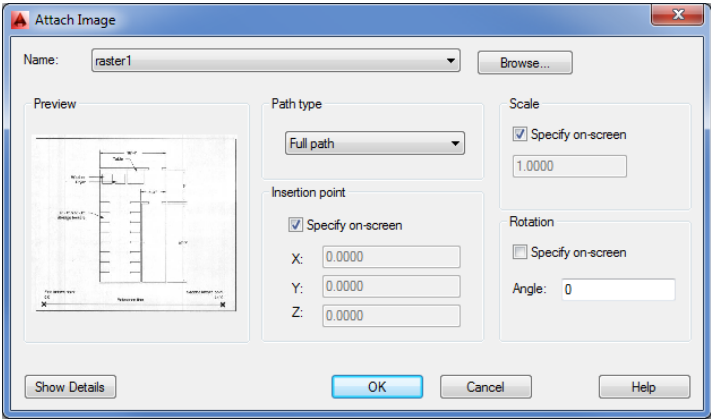 Attach Image
Name: raster1 Browse...
Preview
Path type
Full path
Scale
Specify on-screen
1.0000
Insertion point
Specify on-screen
X: 0.0000
Y: 0.0000
Z: 0.0000
Rotation
Specify on-screen
Angle: 0
Table
Show Details OK Cancel Help